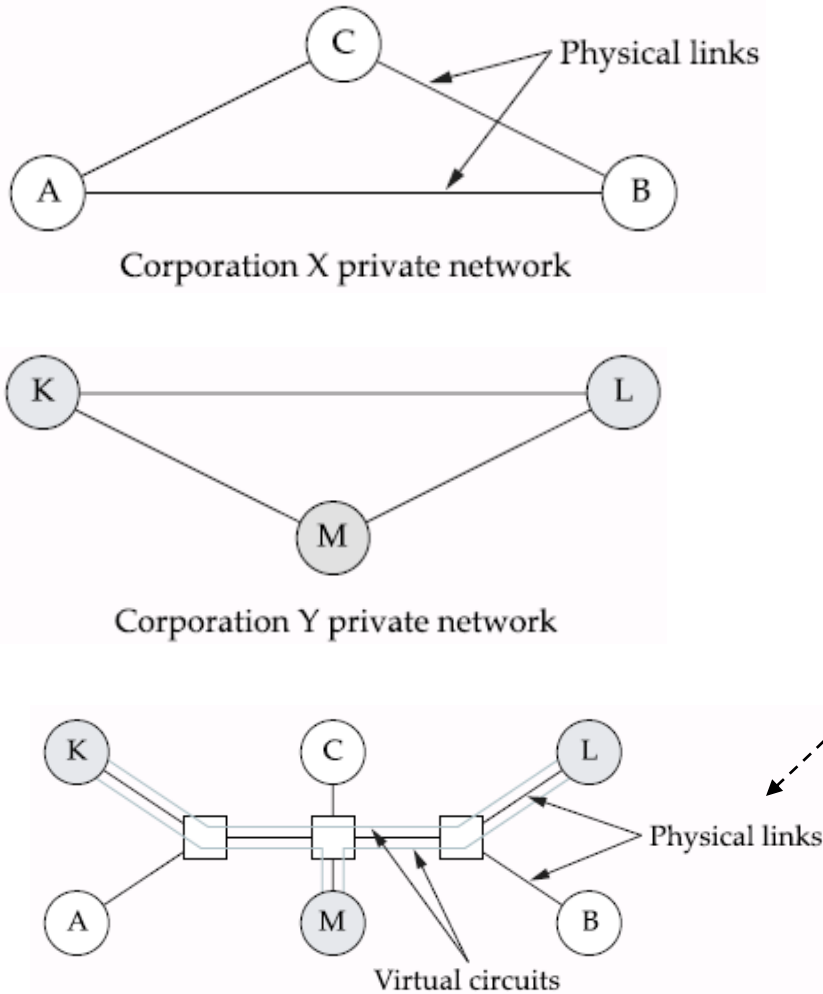 C
Physical links
A
B
Corporation X private network
K
L
M
Corporation Y private network
K
C
L
Physical links
A
M
B
Virtual circuits